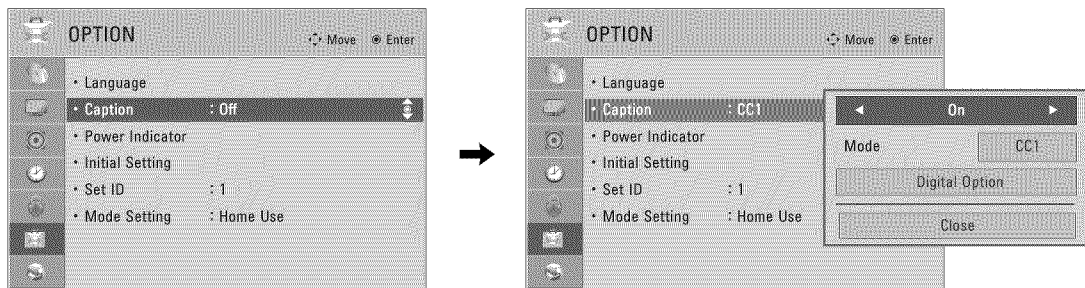 OPTION
Move Enter
• Language
• Caption : Off
• Power Indicator
• Initial Setting
• Set ID : 1
• Mode Setting : Home Use
OPTION
Move Enter
• Language
• Caption : CC1
• Power Indicator
• Initial Setting
• Set ID : 1
• Mode Setting : Home Use
◄ On ►
Mode CC1
Digital Option
Close